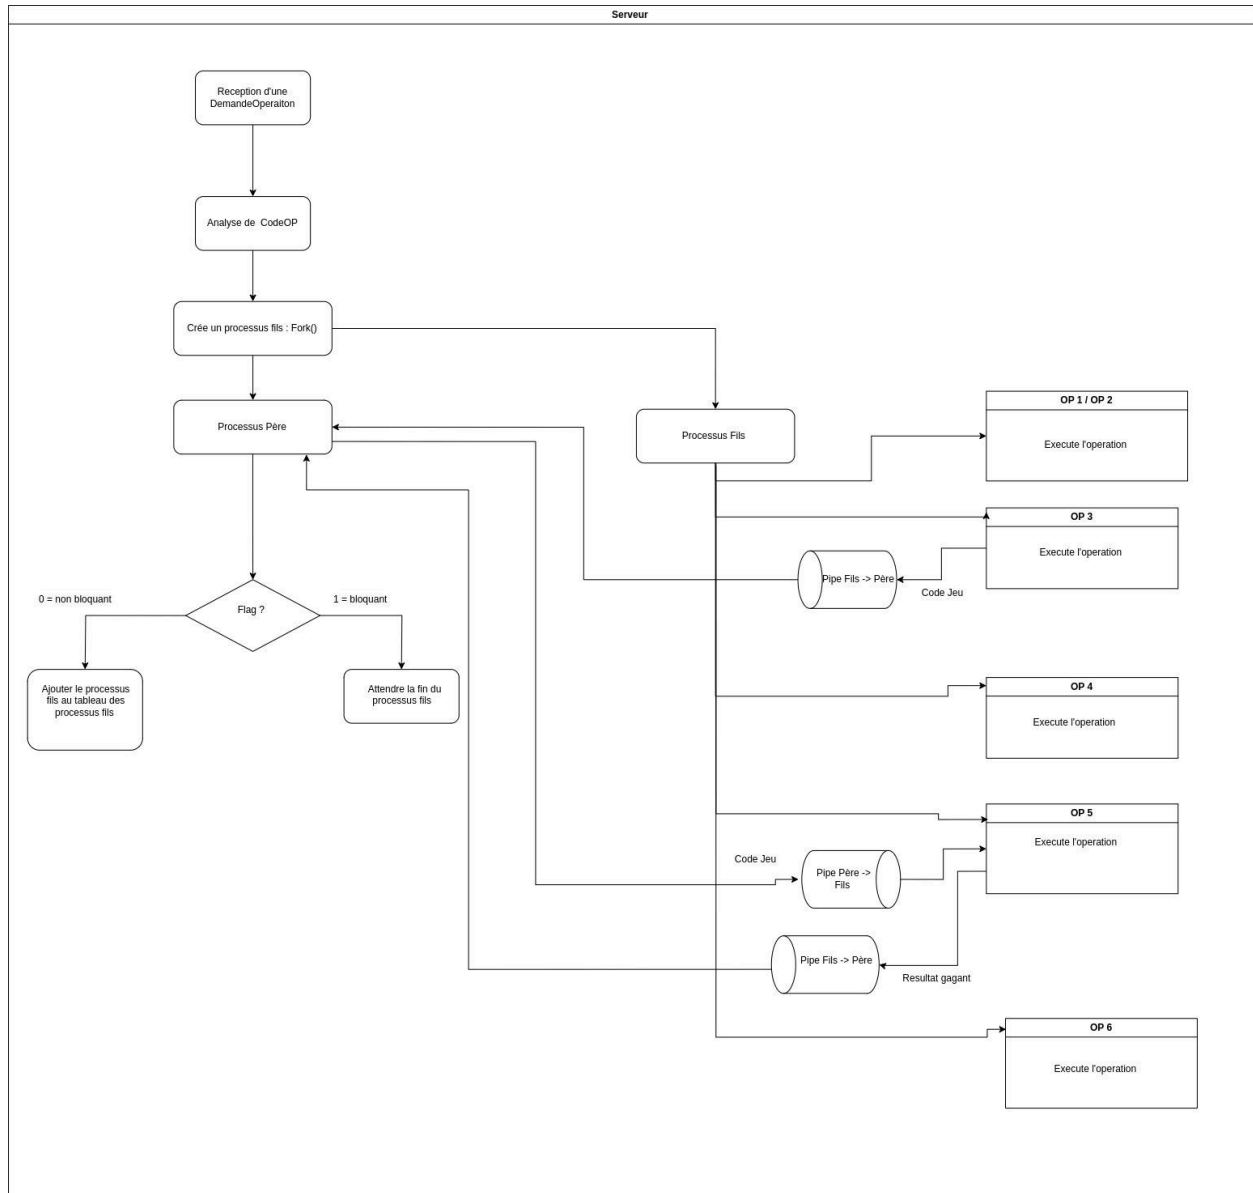 Serveur
Reception d'une
DemandeOperaiton
Analyse de CodeOP
Crée un processus fils : Fork()
Processus Père
Processus Fils
OP 1 / OP 2
Execute l'operation
OP 3
Execute l'operation
Pipe Fils -> Père
Code Jeu
Flag ?
0 = non bloquant
1 = bloquant
Ajouter le processus
fils au tableau des
processus fils
Attendre la fin du
processus fils
OP 4
Execute l'operation
OP 5
Execute l'operation
Code Jeu
Pipe Père ->
Fils
Pipe Fils -> Père
Resultat gagant
OP 6
Execute l'operation